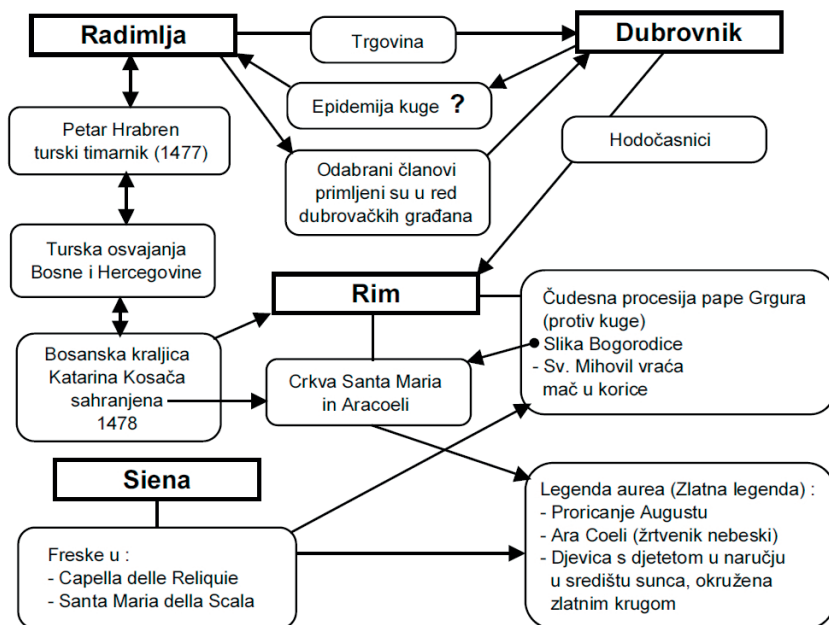 Radimlja
Trgovina
Dubrovnik
Epidemija kuge ?
Petar Hrabren
turski timarnik (1477)
Odabrani članovi
primljeni su u red
dubrovačkih građana
Hodočasnici
Turska osvajanja
Bosne i Hercegovine
Rim
Čudesna procesija pape Grgura
(protiv kuge)
Slika Bogorodice
- Sv. Mihovil vraća
mač u korice
Bosanska kraljica
Katarina Kosača
sahranjena
1478
Crkva Santa Maria
in Aracoeli
Siena
Legenda aurea (Zlatna legenda) :
- Proricanje Augustu
- Ara Coeli (žrtvenik nebeski)
- Djevica s djetetom u naručju
u središtu sunca, okružena
zlatnim krugom
Freske u :
- Capella delle Reliquie
- Santa Maria della Scala